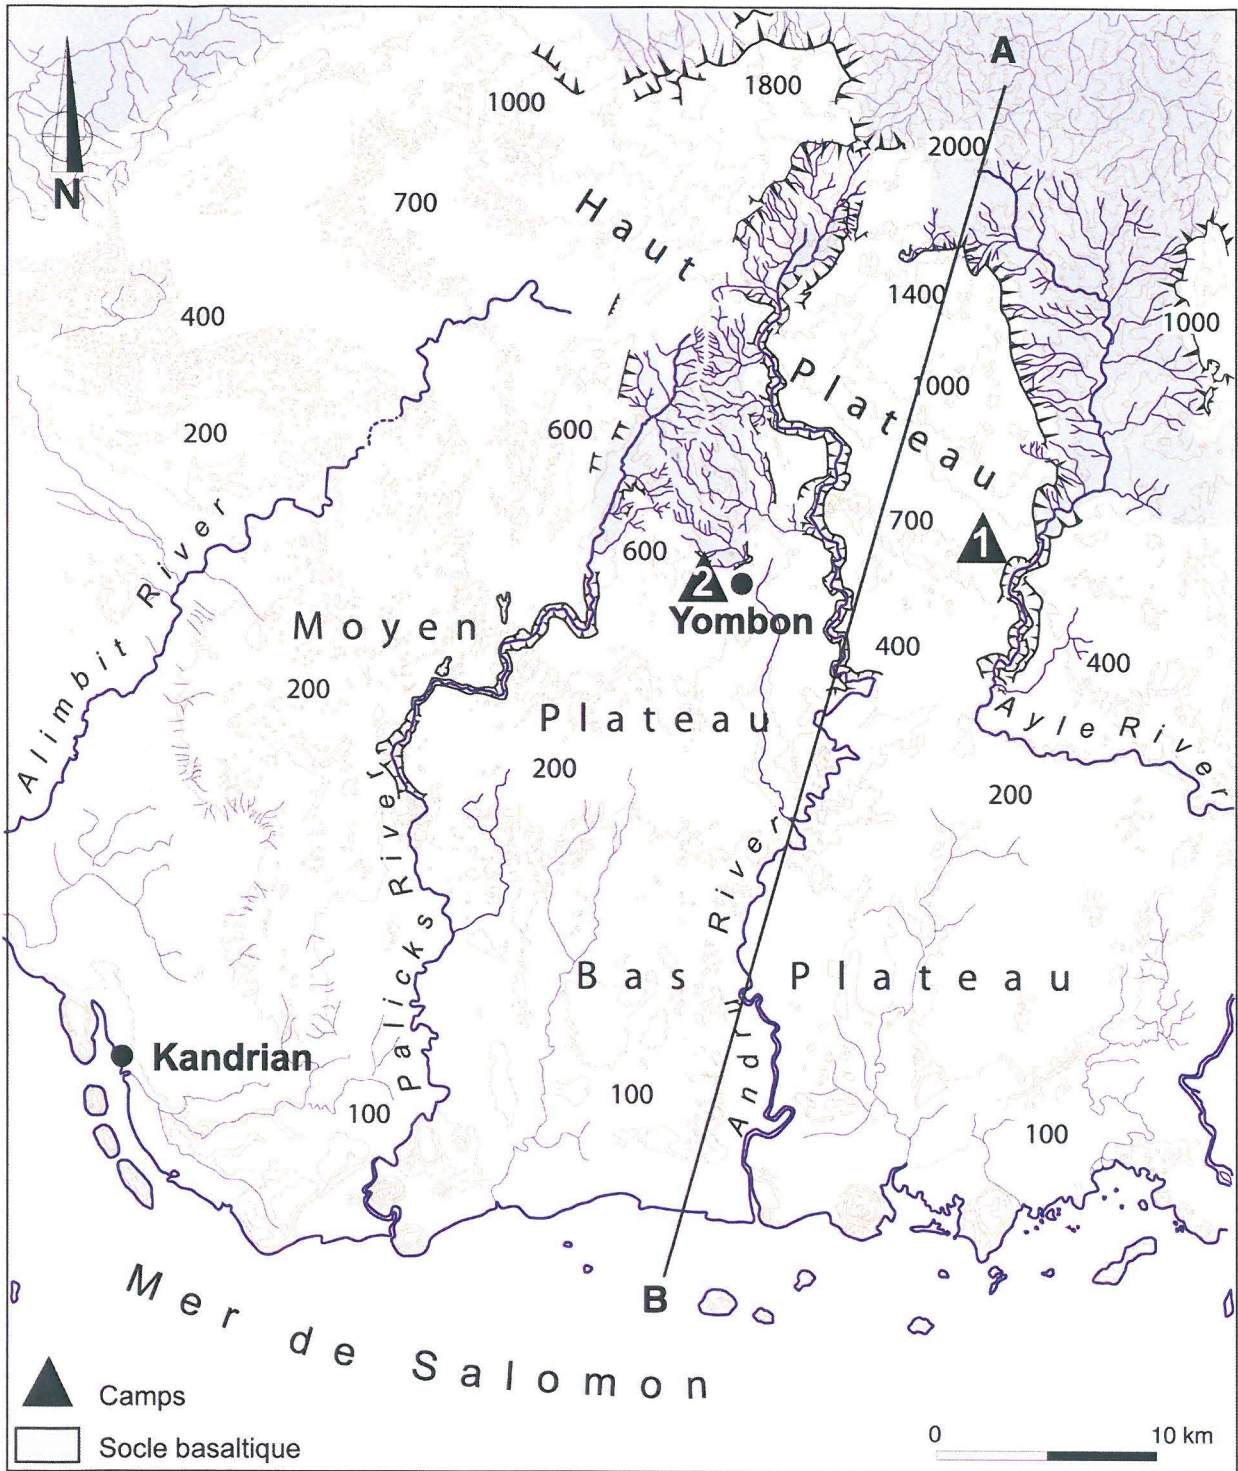 A
1800
1000
2000
N
700
Haut
1400
400
1000
Plateau
1000
200
600
700
1
600
2
Yombon
Alimbit River
Moyen
400
400
200
Plateau
Ayle River
200
200
Palicks River
Andru River
Bas Plateau
Kandrian
100
100
100
B
Mer de Salomon
Camps
Socle basaltique
0 10 km